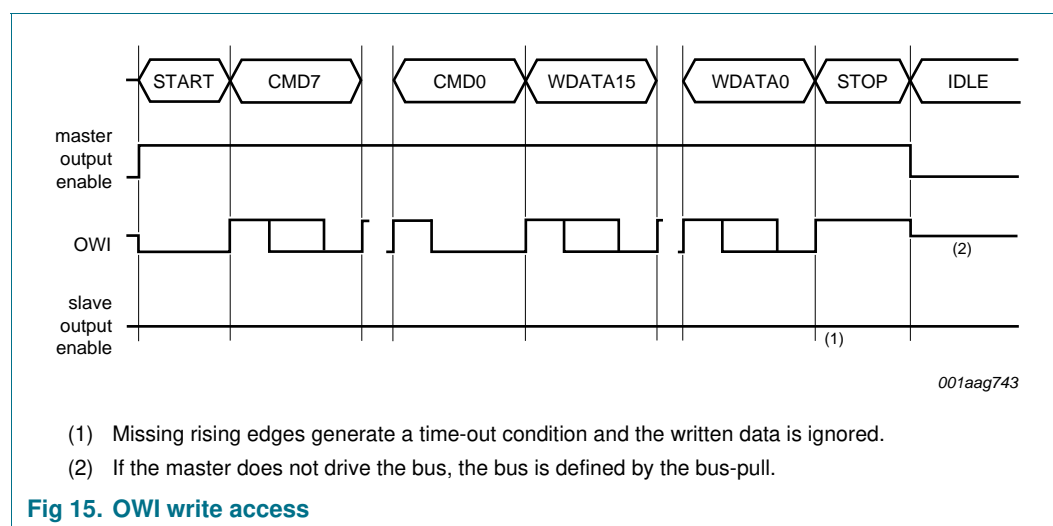 START CMD7 CMD0 WDATA15 WDATA0 STOP IDLE
master
output
enable
OWI
(2)
slave
output
enable
(1)
001aag743
(1) Missing rising edges generate a time-out condition and the written data is ignored.
(2) If the master does not drive the bus, the bus is defined by the bus-pull.
Fig 15. OWI write access